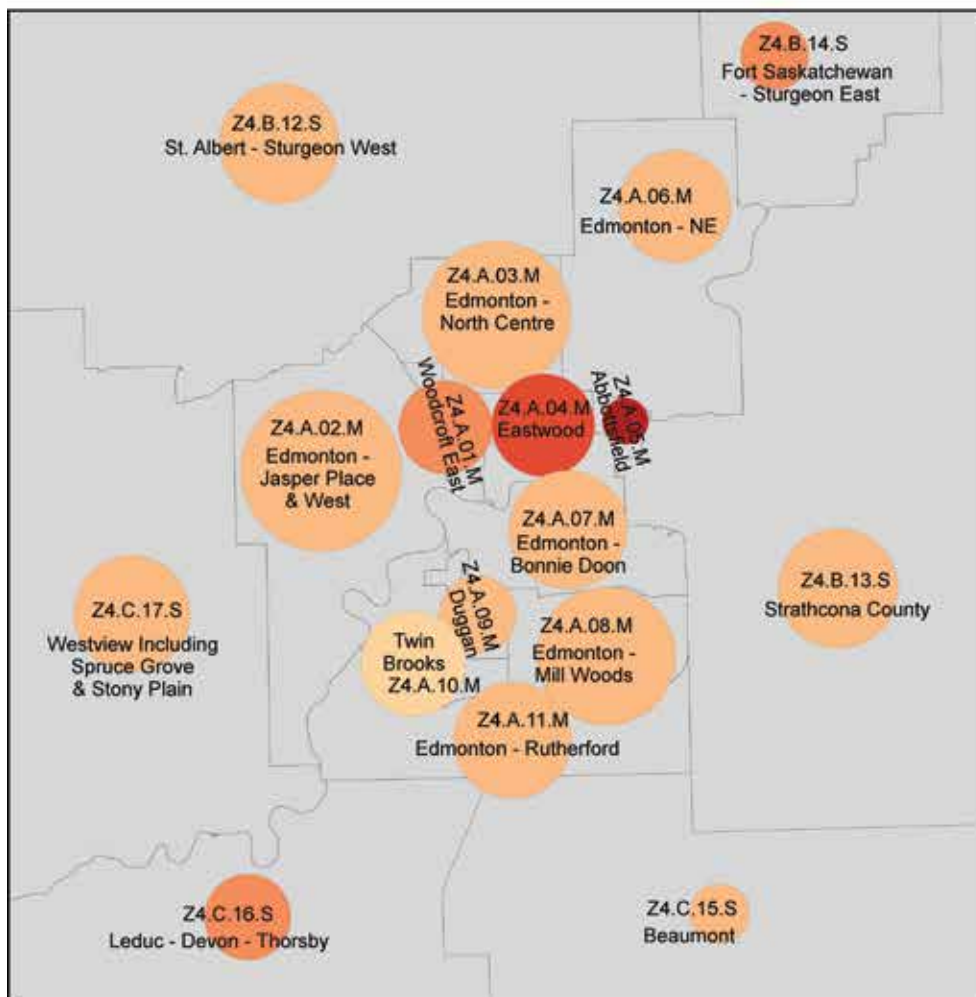 Z4.B.14.S
Fort Saskatchewan
- Sturgeon East
Z4.B.12.S
St. Albert - Sturgeon West
Z4.A.06.M
Edmonton - NE
Z4.A.03.M
Edmonton -
North Centre
Z4.A.01.M
Woodcroft East
Z4.A.04.M
Eastwood
Z4.A.05.M
Abbottsfield
Z4.A.02.M
Edmonton -
Jasper Place
& West
Z4.A.07.M
Edmonton -
Bonnie Doon
Z4.B.13.S
Strathcona County
Z4.C.17.S
Westview Including
Spruce Grove
& Stony Plain
Z4.A.09.M
Duggan
Twin
Brooks
Z4.A.10.M
Z4.A.08.M
Edmonton -
Mill Woods
Z4.A.11.M
Edmonton - Rutherford
Z4.C.16.S
Leduc - Devon - Thorsby
Z4.C.15.S
Beaumont